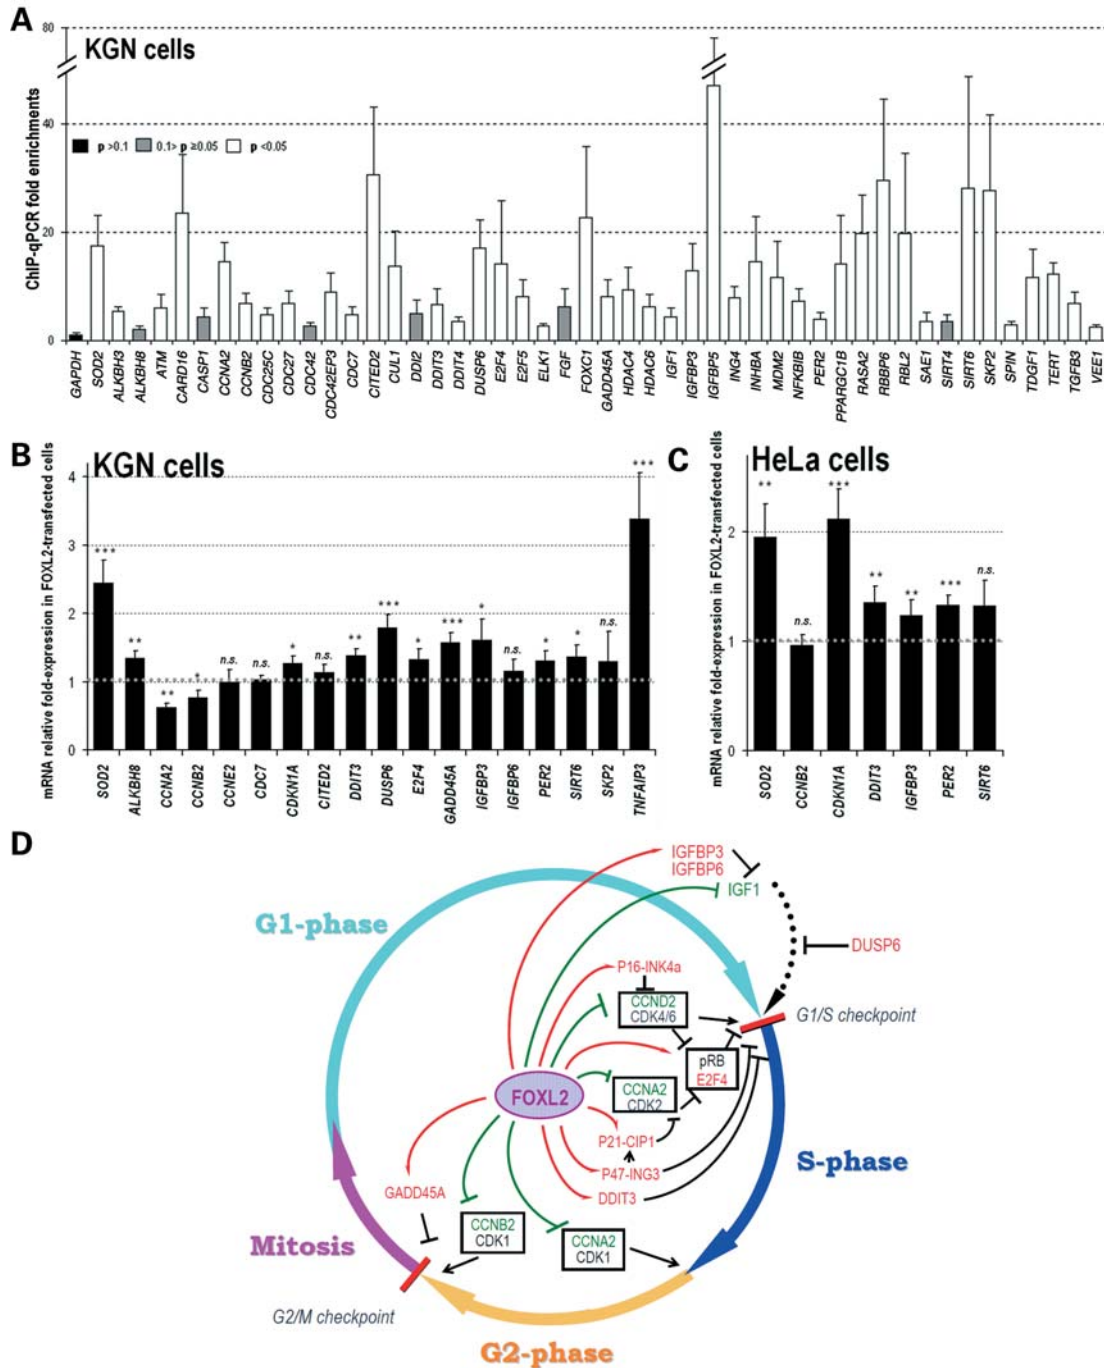 A
KGN cells
ChIP-qPCR fold enrichments
80
40
20
0
p >0.1
0.1> p ≥0.05
p <0.05
GAPDH
SOD2
ALKBH3
ALKBH8
ATM
CARD16
CASP1
CCNA2
CCNB2
CDC25C
CDC27
CDC42
CDC42EP3
CDC7
CITED2
CUL1
DDI2
DDIT3
DDIT4
DUSP6
E2F4
E2F5
ELK1
FGF
FOXC1
GADD45A
HDAC4
HDAC6
IGF1
IGFBP3
IGFBP5
ING4
INHBA
MDM2
NFKBIB
PER2
PPARGC1B
RASA2
RBBP6
RBL2
SAE1
SIRT4
SIRT6
SKP2
SPIN
TDGF1
TERT
TGFB3
VEE1
B
KGN cells
mRNA relative fold-expression in FOXL2-transfected cells
4
3
2
1
0
***
**
**
*
n.s.
n.s.
*
n.s.
**
***
*
***
*
n.s.
*
*
n.s.
***
SOD2
ALKBH8
CCNA2
CCNB2
CCNE2
CDC7
CDKN1A
CITED2
DDIT3
DUSP6
E2F4
GADD45A
IGFBP3
IGFBP6
PER2
SIRT6
SKP2
TNFAIP3
C
HeLa cells
mRNA relative fold-expression in FOXL2-transfected cells
2
1
0
**
n.s.
***
**
**
***
n.s.
SOD2
CCNB2
CDKN1A
DDIT3
IGFBP3
PER2
SIRT6
D
IGFBP3
IGFBP6
IGF1
G1-phase
DUSP6
P16-INK4a
CCND2
CDK4/6
G1/S checkpoint
pRB
E2F4
FOXL2
CCNA2
CDK2
P21-CIP1
P47-ING3
S-phase
GADD45A
DDIT3
CCNB2
CDK1
CCNA2
CDK1
Mitosis
G2/M checkpoint
G2-phase